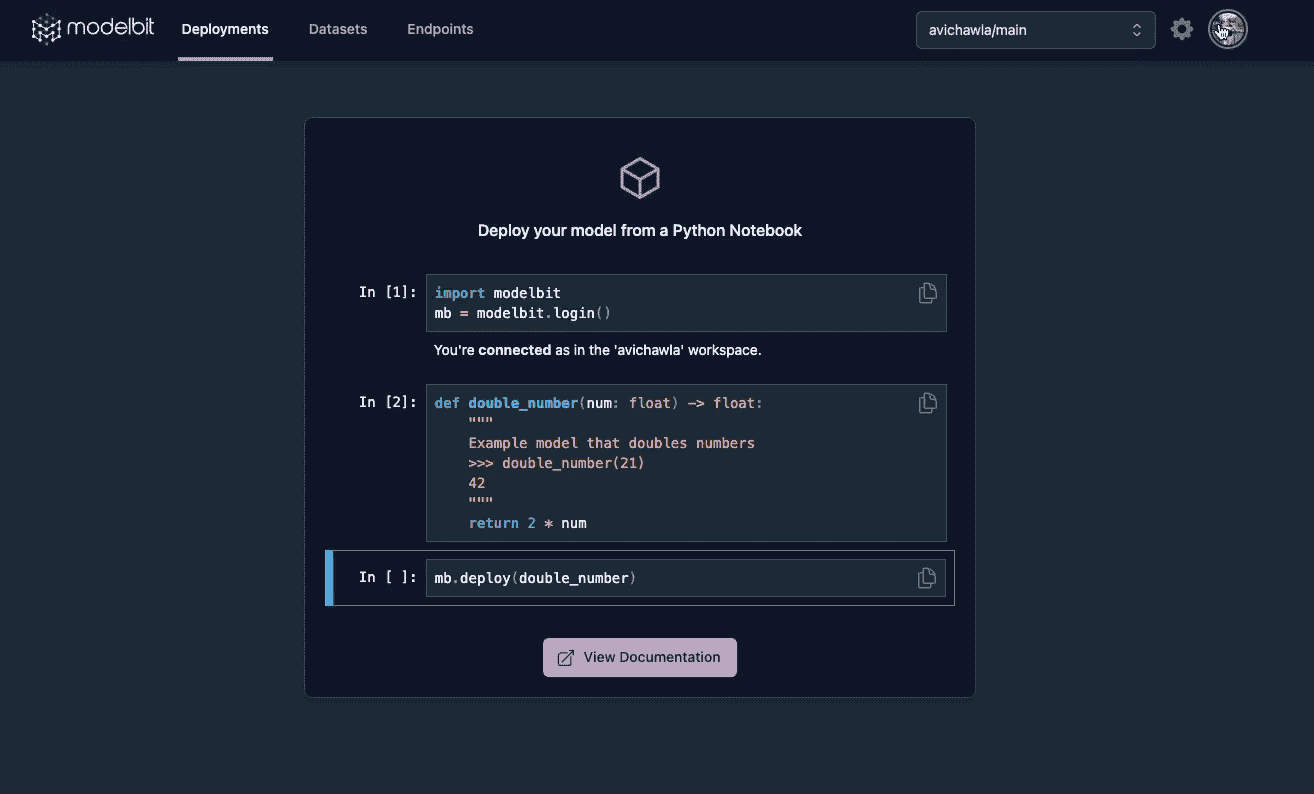 modelbit
Deployments
Datasets
Endpoints
avichawla/main
Deploy your model from a Python Notebook
In [1]:
import modelbit
mb = modelbit.login()
You're connected as in the 'avichawla' workspace.
In [2]:
def double_number(num: float) -> float:
"""
Example model that doubles numbers
>>> double_number(21)
42
"""
return 2 * num
In [ ]:
mb.deploy(double_number)
View Documentation